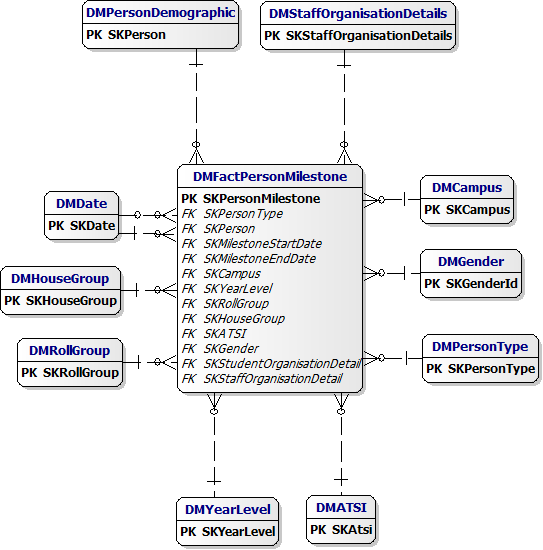 DMPersonDemographic
PK SKPerson
DMStaffOrganisationDetails
PK SKStaffOrganisationDetails
DMFactPersonMilestone
PK SKPersonMilestone
FK SKPersonType
FK SKPerson
FK SKMilestoneStartDate
FK SKMilestoneEndDate
FK SKCampus
FK SKYearLevel
FK SKRollGroup
FK SKHouseGroup
FK SKATSI
FK SKGender
FK SKStudentOrganisationDetail
FK SKStaffOrganisationDetail
DMDate
PK SKDate
DMHouseGroup
PK SKHouseGroup
DMRollGroup
PK SKRollGroup
DMCampus
PK SKCampus
DMGender
PK SKGenderId
DMPersonType
PK SKPersonType
DMYearLevel
PK SKYearLevel
DMATSI
PK SKAtsi